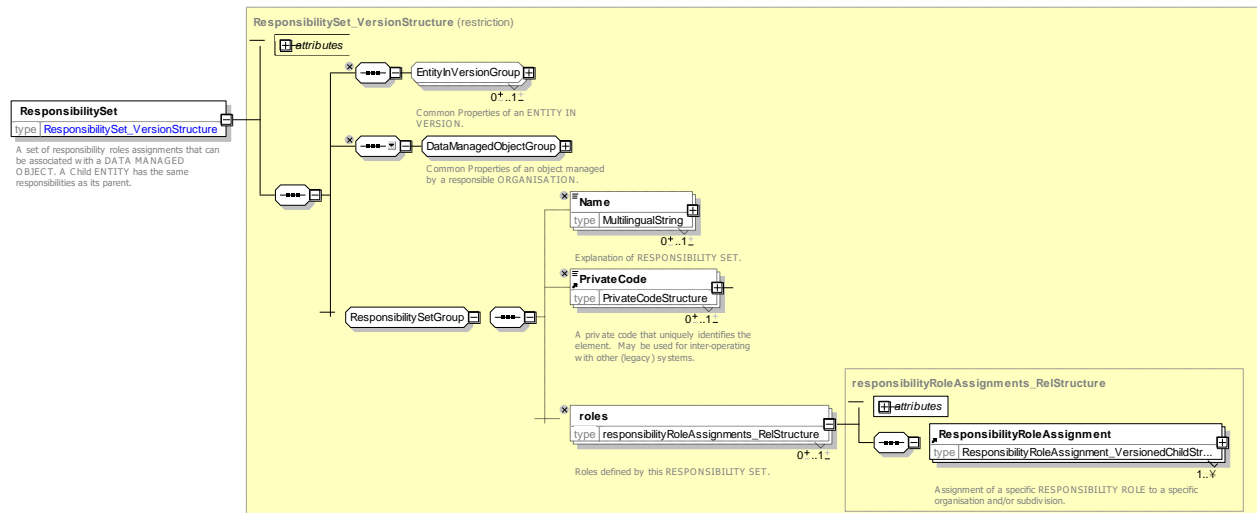 ResponsibilitySet_VersionStructure (restriction)
attributes
EntityInVersionGroup
0..1
Common Properties of an ENTITY IN
VERSION.
ResponsibilitySet
type ResponsibilitySet_VersionStructure
A set of responsibility roles assignments that can
be associated with a DATA MANAGED
OBJECT. A Child ENTITY has the same
responsibilities as its parent.
DataManagedObjectGroup
Common Properties of an object managed
by a responsible ORGANISATION.
Name
type MultilingualString
0..1
Explanation of RESPONSIBILITY SET.
PrivateCode
type PrivateCodeStructure
0..1
ResponsibilitySetGroup
A private code that uniquely identifies the
element. May be used for inter-operating
with other (legacy) systems.
responsibilityRoleAssignments_RelStructure
attributes
roles
type responsibilityRoleAssignments_RelStructure
0..1
Roles defined by this RESPONSIBILITY SET.
ResponsibilityRoleAssignment
type ResponsibilityRoleAssignment_VersionedChildStr...
1..¥
Assignment of a specific RESPONSIBILITY ROLE to a specific
organisation and/or subdivision.